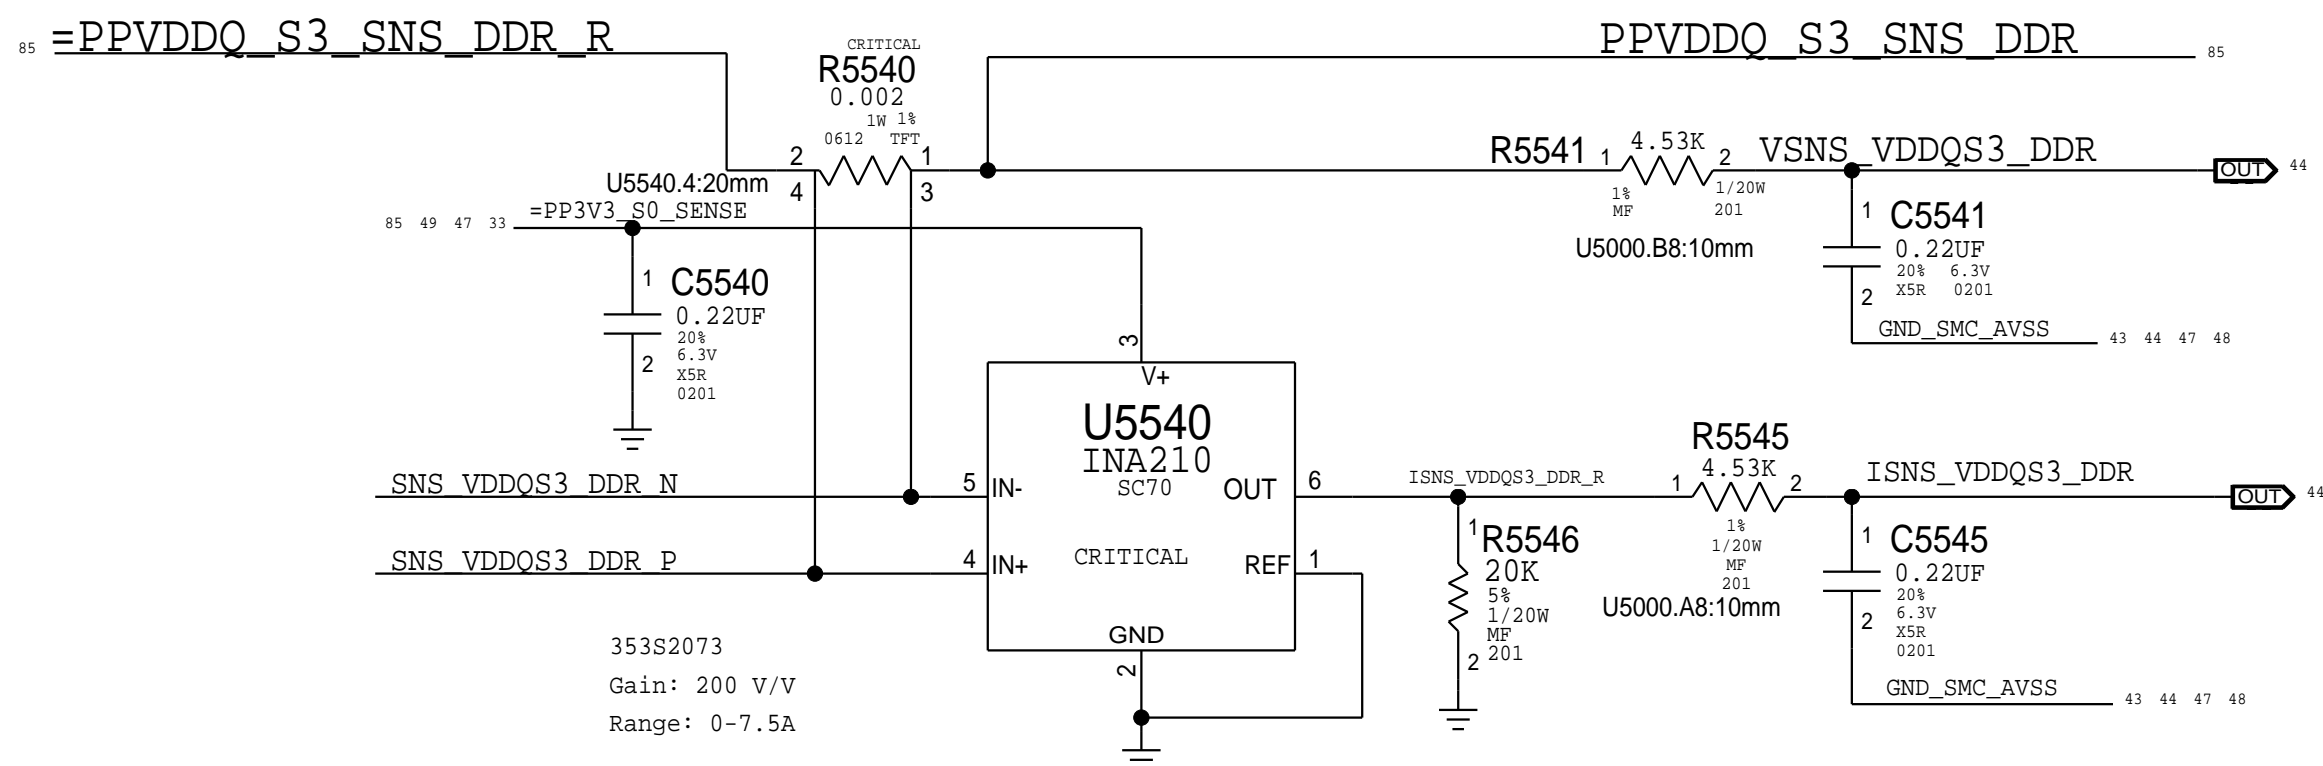 85 =PPVDDQ_S3_SNS_DDR_R
CRITICAL
R5540
0.002
1W 1%
0612 TFT
2 1
4 3
PPVDDQ_S3_SNS_DDR 85
R5541 1 4.53K 2 VSNS_VDDQS3_DDR OUT 44
1% 1/20W
MF 201
U5000.B8:10mm
1 C5541
0.22UF
20% 6.3V
X5R 0201
2
GND_SMC_AVSS 43 44 47 48
U5540.4:20mm
85 49 47 33 =PP3V3_S0_SENSE
1 C5540
0.22UF
20%
6.3V
2 X5R
0201
3
V+
U5540
INA210
SC70
CRITICAL
SNS_VDDQS3_DDR_N 5 IN-
SNS_VDDQS3_DDR_P 4 IN+
OUT 6
REF 1
GND
2
353S2073
Gain: 200 V/V
Range: 0-7.5A
ISNS_VDDQS3_DDR_R
1 R5546
20K
5%
1/20W
MF
2 201
R5545
1 4.53K 2
1%
1/20W
MF
201
U5000.A8:10mm
ISNS_VDDQS3_DDR OUT 44
1 C5545
0.22UF
20%
6.3V
2 X5R
0201
GND_SMC_AVSS 43 44 47 48